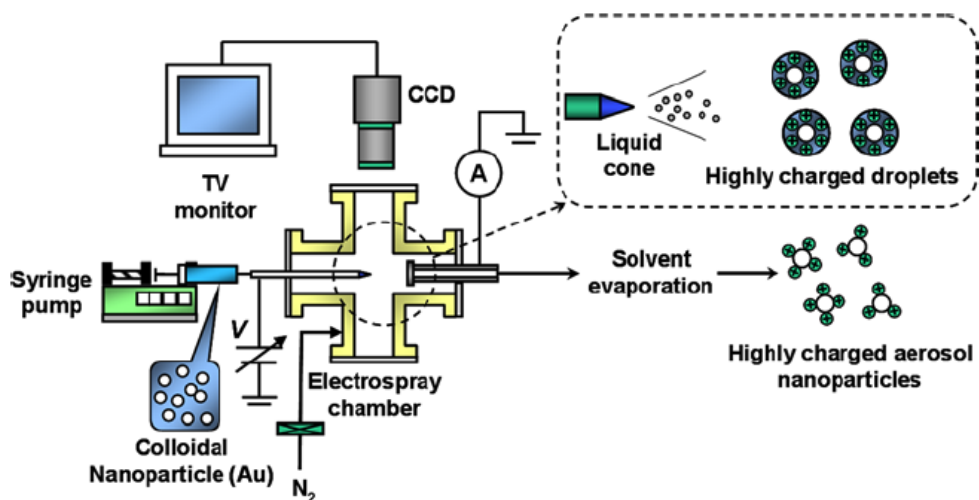 CCD
TV
monitor
A
Liquid
cone
Highly charged droplets
Syringe
pump
V
Solvent
evaporation
Highly charged aerosol
nanoparticles
Electrospray
chamber
Colloidal
Nanoparticle (Au)
N₂